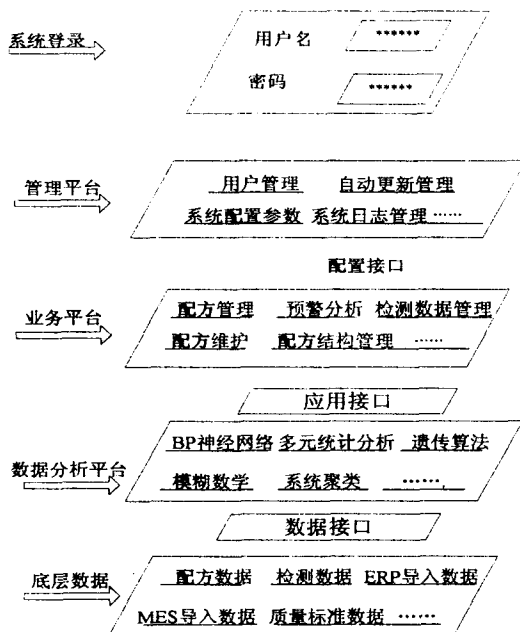 系统登录
用户名 ******
密码 ******
管理平台
用户管理 自动更新管理
系统配置参数 系统日志管理 ……
配置接口
业务平台
配方管理 预警分析 检测数据管理
配方维护 配方结构管理 ……
应用接口
数据分析平台
BP神经网络 多元统计分析 遗传算法
模糊数学 系统聚类 ……
数据接口
底层数据
配方数据 检测数据 ERP导入数据
MES导入数据 质量标准数据 ……